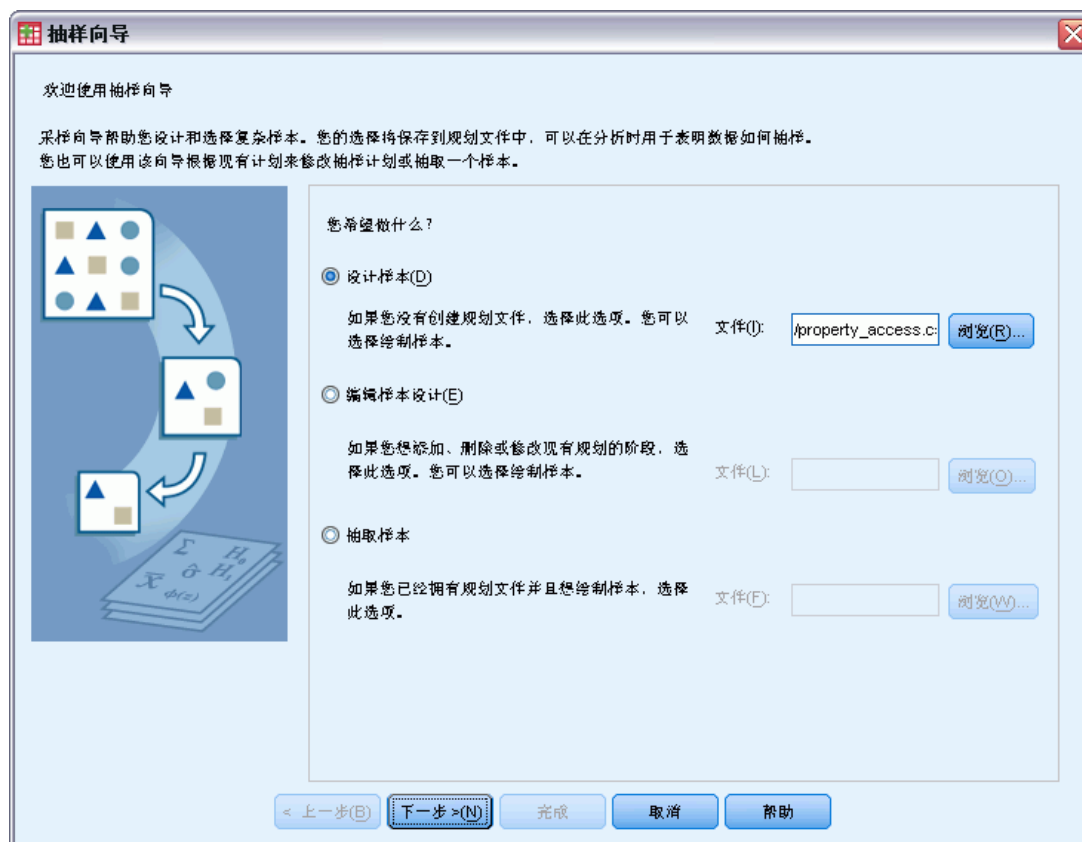 抽样向导
欢迎使用抽样向导
采样向导帮助您设计和选择复杂样本。您的选择将保存到规划文件中，可以在分析时用于表明数据如何抽样。
您也可以使用该向导根据现有计划来修改抽样计划或抽取一个样本。
您希望做什么?
设计样本(D)
如果您没有创建规划文件，选择此选项。您可以
选择绘制样本。
文件(I):
/property_access.c
浏览(R)...
编辑样本设计(E)
如果您想添加、删除或修改现有规划的阶段，选
择此选项。您可以选择绘制样本。
文件(L):
浏览(O)...
抽取样本
如果您已经拥有规划文件并且想绘制样本，选择
此选项。
文件(F):
浏览(W)...
Σ H₀
X̅ σ̂ H₁
ϕ(z)
< 上一步(B)
下一步 >(N)
完成
取消
帮助